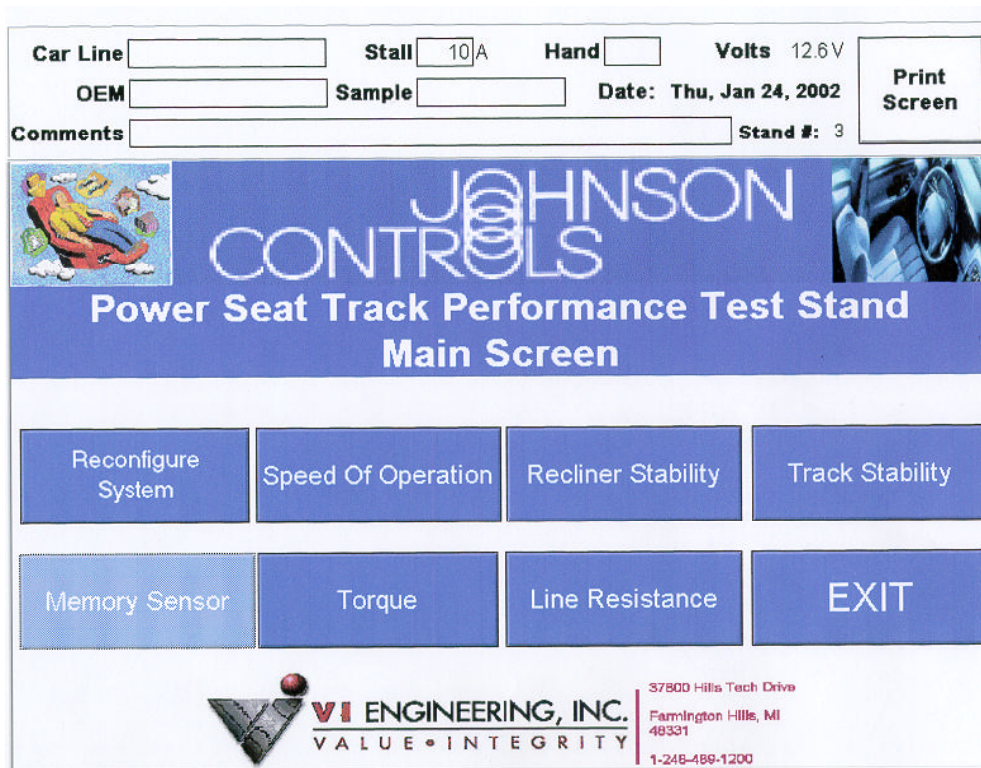 Car Line Stall 10 A Hand Volts 12.6 V
Print
Screen
OEM Sample Date: Thu, Jan 24, 2002
Comments Stand #: 3
JOHNSON
CONTROLS
Power Seat Track Performance Test Stand
Main Screen
Reconfigure
System
Speed Of Operation
Recliner Stability
Track Stability
Memory Sensor
Torque
Line Resistance
EXIT
VI ENGINEERING, INC.
VALUE • INTEGRITY
37800 Hills Tech Drive
Farmington Hills, MI
48331
1-248-489-1200